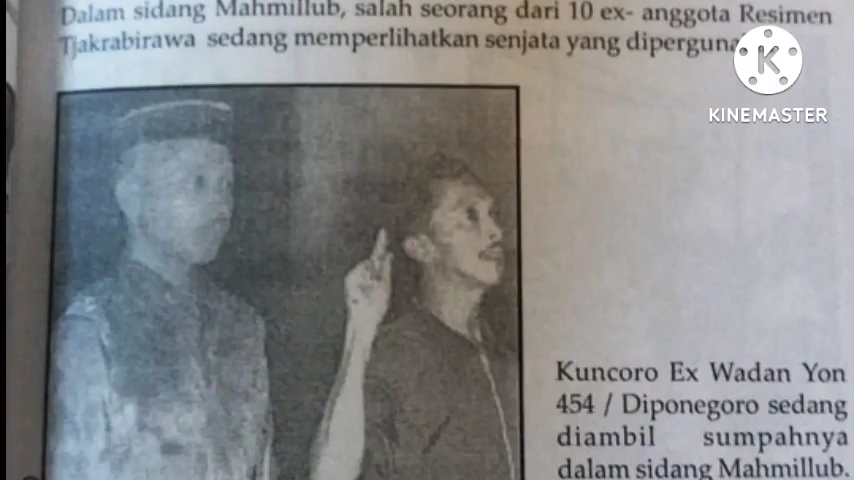 Dalam sidang Mahmillub, salah seorang dari 10 ex- anggota Resimen
Tjakrabirawa sedang memperlihatkan senjata yang
K
KINEMASTER
Kuncoro Ex Wadan Yon
454 / Diponegoro sedang
diambil sumpahnya
dalam sidang Mahmillub.